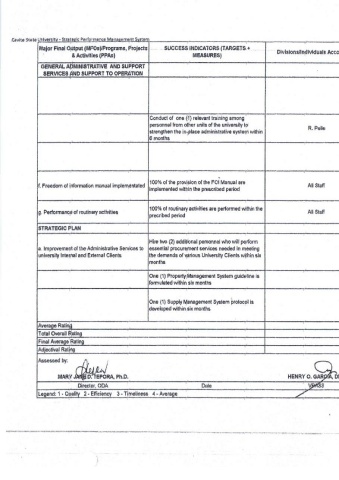 Cavite State University - Strategic Performance Management System
Major Final Output (MFOs)/Programs, Projects
& Activities (PPAs)
SUCCESS INDICATORS (TARGETS +
MEASURES)
Divisions/Individuals Acco
GENERAL ADMINISTRATIVE AND SUPPORT
SERVICES AND SUPPORT TO OPERATION
Conduct of one (1) relevant training among
personnel from other units of the university to
strengthen the in-place administrative system within
6 months
f. Freedom of information manual implementated
100% of the provision of the FOI Manual are
implemented within the prescribed period
All Staff
g. Performance of routinary activities
100% of routinary activities are performed within the
prescribed period
All Staff
STRATEGIC PLAN
e. Improvement of the Administrative Services to
university Internal and External Clients
Hire two (2) additional personnel who will perform
essential procurement services needed in meeting
the demands of various University Clients within six
months
One (1) Property Management System guideline is
formulated within six months
One (1) Supply Management System protocol is
developed within six months
Average Rating
Total Overall Rating
Final Average Rating
Adjectival Rating
Assessed by:
MARY D. TEPORA, Ph.D.
HENRY O. GARCIA, D
Director, ODA
Date
Legend: 1 - Quality 2 - Efficiency 3 - Timeliness 4 - Average